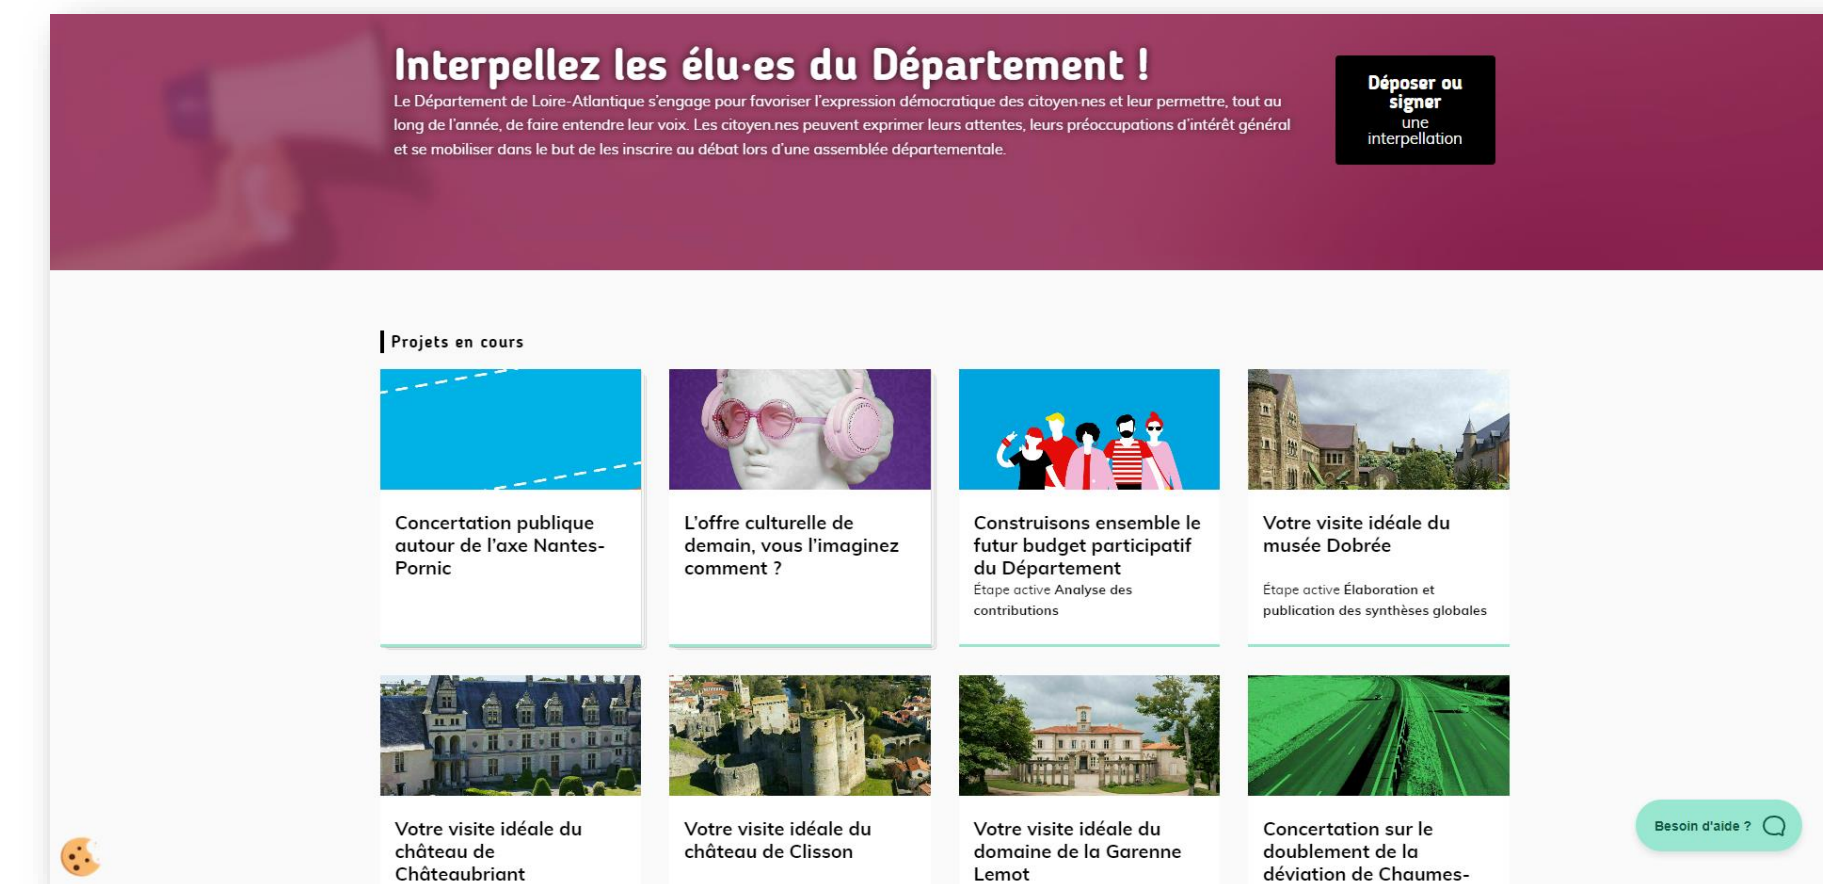 Interpellez les élu·es du Département !
Le Département de Loire-Atlantique s'engage pour favoriser l'expression démocratique des citoyen·nes et leur permettre, tout au
long de l'année, de faire entendre leur voix. Les citoyen.nes peuvent exprimer leurs attentes, leurs préoccupations d'intérêt général
et se mobiliser dans le but de les inscrire au débat lors d'une assemblée départementale.
Déposer ou
signer
une
interpellation
Projets en cours
Concertation publique
autour de l'axe Nantes-
Pornic
L'offre culturelle de
demain, vous l'imaginez
comment ?
Construisons ensemble le
futur budget participatif
du Département
Étape active Analyse des
contributions
Votre visite idéale du
musée Dobrée
Étape active Élaboration et
publication des synthèses globales
Votre visite idéale du
château de
Châteaubriant
Votre visite idéale du
château de Clisson
Votre visite idéale du
domaine de la Garenne
Lemot
Concertation sur le
doublement de la
déviation de Chaumes-
Besoin d'aide ?